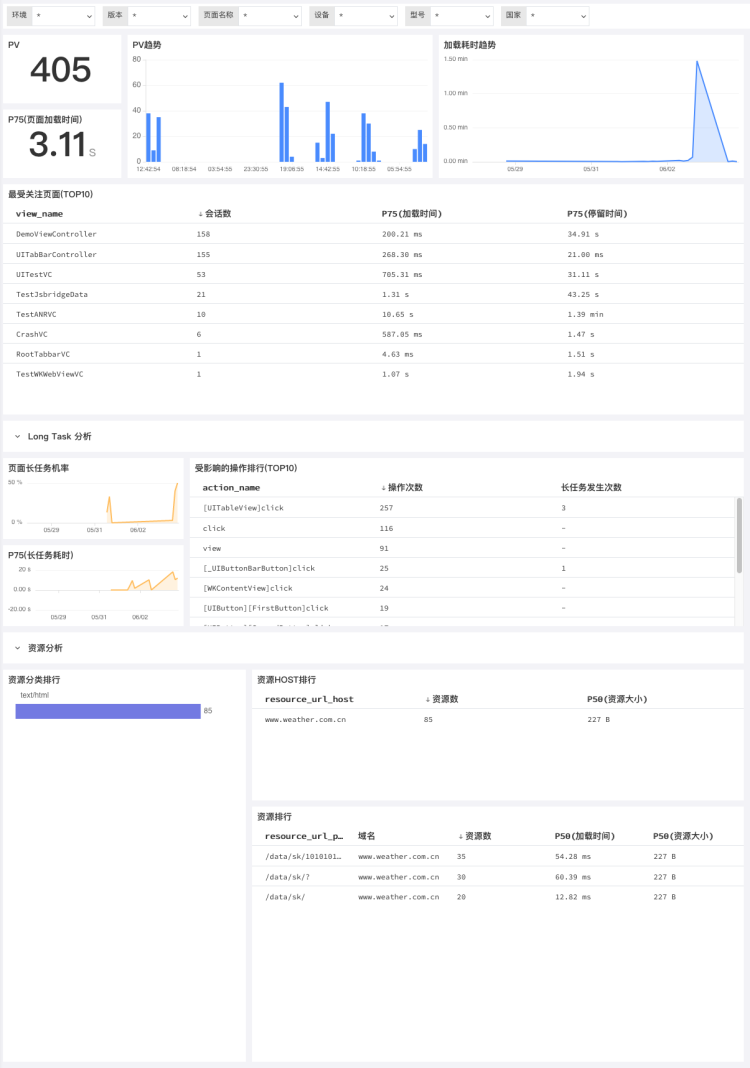 环境 * 版本 * 页面名称 * 设备 * 型号 * 国家 *
PV
405
P75(页面加载时间)
3.11 S
PV趋势
80
60
40
20
0
12:42:54 08:18:54 03:54:55 23:30:55 19:06:55 14:42:55 10:18:55 05:54:55
加载耗时趋势
1.50 min
1.00 min
0.50 min
0.00 min
05/29 05/31 06/02
最受关注页面(TOP10)
view_name ↓会话数 P75(加载时间) P75(停留时间)
DemoViewController 158 200.21 ms 34.91 s
UITabBarController 155 268.30 ms 21.00 ms
UITestVC 53 705.31 ms 31.11 s
TestJsbridgeData 21 1.31 s 43.25 s
TestANRVC 10 10.65 s 1.39 min
CrashVC 6 587.05 ms 1.47 s
RootTabbarVC 1 4.63 ms 1.51 s
TestWKWebViewVC 1 1.07 s 1.94 s
Long Task 分析
页面长任务机率
50 %
0 %
05/29 05/31 06/02
P75(长任务耗时)
20 s
0.00 s
-20.00 s
05/29 05/31 06/02
受影响的操作排行(TOP10)
action_name ↓操作次数 长任务发生次数
[UITableView]click 257 3
click 116 -
view 91 -
[_UIButtonBarButton]click 25 1
[WKContentView]click 24 -
[UIButton][FirstButton]click 19 -
资源分析
资源分类排行
text/html
85
资源HOST排行
resource_url_host ↓资源数 P50(资源大小)
www.weather.com.cn 85 227 B
资源排行
resource_url_p… 域名 ↓资源数 P50(加载时间) P50(资源大小)
/data/sk/1010101… www.weather.com.cn 35 54.28 ms 227 B
/data/sk/? www.weather.com.cn 30 60.39 ms 227 B
/data/sk/ www.weather.com.cn 20 12.82 ms 227 B